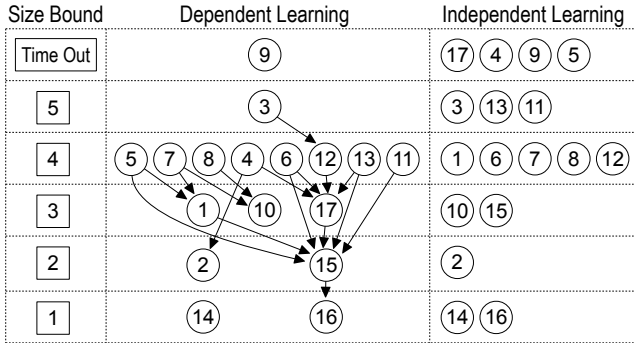 Size Bound Dependent Learning Independent Learning
Time Out 9 17 4 9 5
5 3 3 13 11
4 5 7 8 4 6 12 13 11 1 6 7 8 12
3 1 10 17 10 15
2 2 15 2
1 14 16 14 16